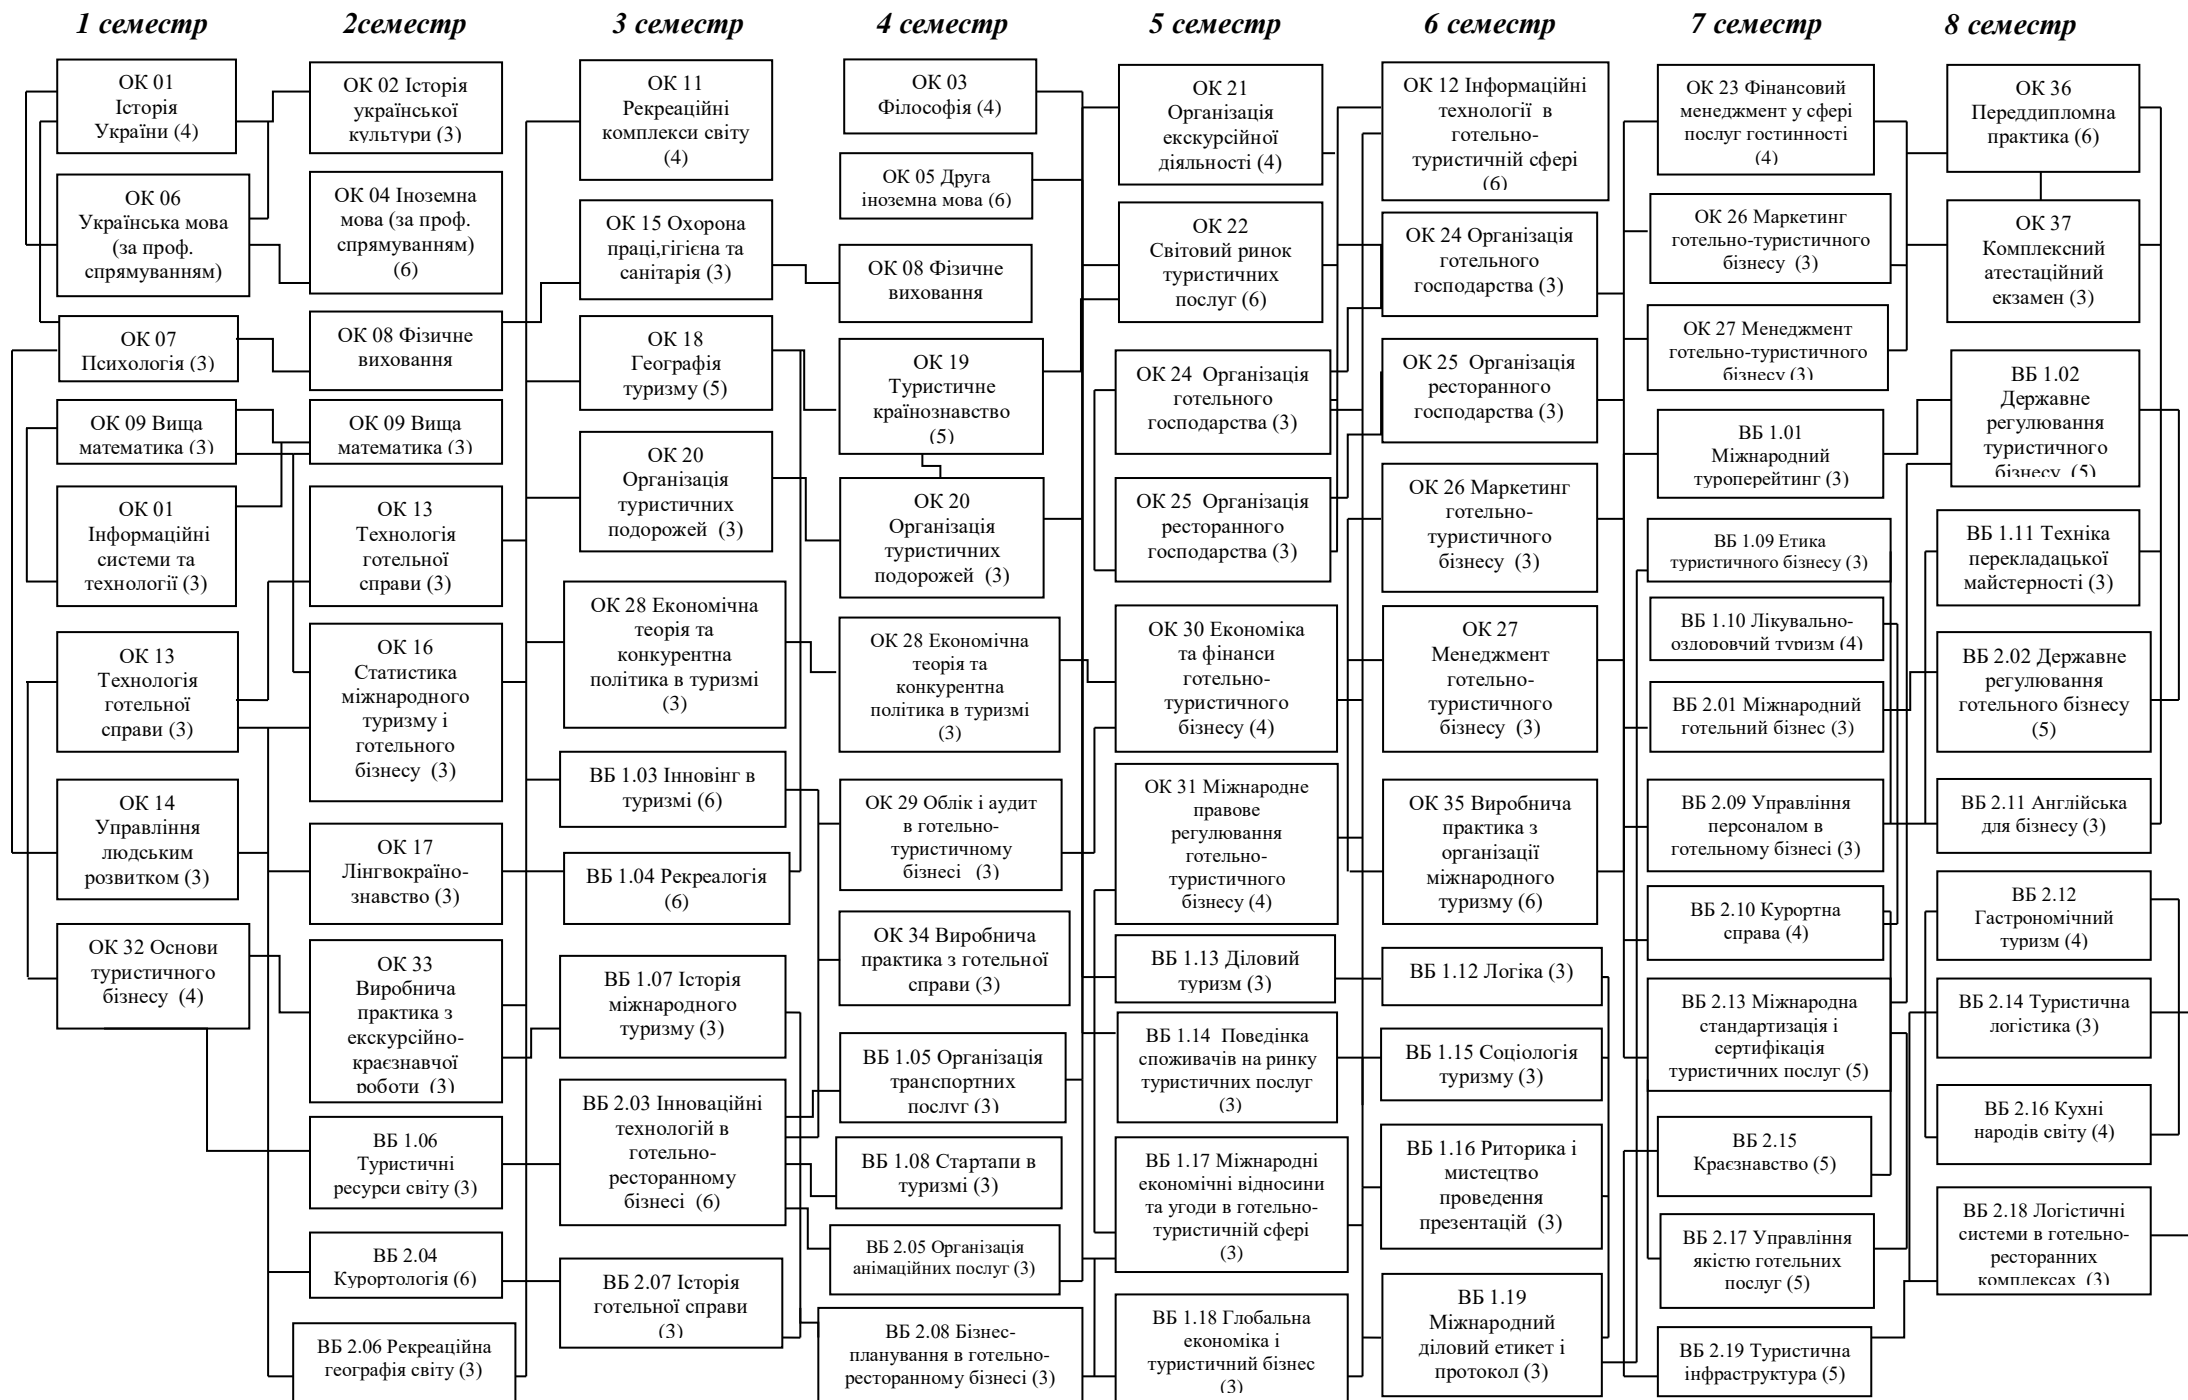 1 семестр
2семестр
3 семестр
4 семестр
5 семестр
6 семестр
7 семестр
8 семестр
ОК 01
Історія
України (4)
ОК 06
Українська мова
(за проф.
спрямуванням)
ОК 07
Психологія (3)
ОК 09 Вища
математика (3)
ОК 01
Інформаційні
системи та
технології (3)
ОК 13
Технологія
готельної
справи (3)
ОК 14
Управління
людським
розвитком (3)
ОК 32 Основи
туристичного
бізнесу (4)
ОК 02 Історія
української
культури (3)
ОК 04 Іноземна
мова (за проф.
спрямуванням)
(6)
ОК 08 Фізичне
виховання
ОК 09 Вища
математика (3)
ОК 13
Технологія
готельної
справи (3)
ОК 16
Статистика
міжнародного
туризму і
готельного
бізнесу (3)
ОК 17
Лінгвокраїно-
знавство (3)
ОК 33
Виробнича
практика з
екскурсійно-
краєзнавчої
роботи (3)
ВБ 1.06
Туристичні
ресурси світу (3)
ВБ 2.04
Курортологія (6)
ВБ 2.06 Рекреаційна
географія світу (3)
ОК 11
Рекреаційні
комплекси світу
(4)
ОК 15 Охорона
праці,гігієна та
санітарія (3)
ОК 18
Географія
туризму (5)
ОК 20
Організація
туристичних
подорожей (3)
ОК 28 Економічна
теорія та
конкурентна
політика в туризмі
(3)
ВБ 1.03 Інновінг в
туризмі (6)
ВБ 1.04 Рекреалогія
(6)
ВБ 1.07 Історія
міжнародного
туризму (3)
ВБ 2.03 Інноваційні
технологій в
готельно-
ресторанному
бізнесі (6)
ВБ 2.07 Історія
готельної справи
(3)
ОК 03
Філософія (4)
ОК 05 Друга
іноземна мова (6)
ОК 08 Фізичне
виховання
ОК 19
Туристичне
країнознавство
(5)
ОК 20
Організація
туристичних
подорожей (3)
ОК 28 Економічна
теорія та
конкурентна
політика в туризмі
(3)
ОК 29 Облік і аудит
в готельно-
туристичному
бізнесі (3)
ОК 34 Виробнича
практика з готельної
справи (3)
ВБ 1.05 Організація
транспортних
послуг (3)
ВБ 1.08 Стартапи в
туризмі (3)
ВБ 2.05 Організація
анімаційних послуг (3)
ВБ 2.08 Бізнес-
планування в готельно-
ресторанному бізнесі (3)
ОК 21
Організація
екскурсійної
діяльності (4)
ОК 22
Світовий ринок
туристичних
послуг (6)
ОК 24 Організація
готельного
господарства (3)
ОК 25 Організація
ресторанного
господарства (3)
ОК 30 Економіка
та фінанси
готельно-
туристичного
бізнесу (4)
ОК 31 Міжнародне
правове
регулювання
готельно-
туристичного
бізнесу (4)
ВБ 1.13 Діловий
туризм (3)
ВБ 1.14 Поведінка
споживачів на ринку
туристичних послуг
(3)
ВБ 1.17 Міжнародні
економічні відносини
та угоди в готельно-
туристичній сфері
(3)
ВБ 1.18 Глобальна
економіка і
туристичний бізнес
(3)
ОК 12 Інформаційні
технології в
готельно-
туристичній сфері
(6)
ОК 24 Організація
готельного
господарства (3)
ОК 25 Організація
ресторанного
господарства (3)
ОК 26 Маркетинг
готельно-
туристичного
бізнесу (3)
ОК 27
Менеджмент
готельно-
туристичного
бізнесу (3)
ОК 35 Виробнича
практика з
організації
міжнародного
туризму (6)
ВБ 1.12 Логіка (3)
ВБ 1.15 Соціологія
туризму (3)
ВБ 1.16 Риторика і
мистецтво
проведення
презентацій (3)
ВБ 1.19
Міжнародний
діловий етикет і
протокол (3)
ОК 23 Фінансовий
менеджмент у сфері
послуг гостинності
(4)
ОК 26 Маркетинг
готельно-туристичного
бізнесу (3)
ОК 27 Менеджмент
готельно-туристичного
бізнесу (3)
ВБ 1.01
Міжнародний
туроперейтинг (3)
ВБ 1.09 Етика
туристичного бізнесу (3)
ВБ 1.10 Лікувально-
оздоровчий туризм (4)
ВБ 2.01 Міжнародний
готельний бізнес (3)
ВБ 2.09 Управління
персоналом в
готельному бізнесі (3)
ВБ 2.10 Курортна
справа (4)
ВБ 2.13 Міжнародна
стандартизація і
сертифікація
туристичних послуг (5)
ВБ 2.15
Краєзнавство (5)
ВБ 2.17 Управління
якістю готельних
послуг (5)
ВБ 2.19 Туристична
інфраструктура (5)
ОК 36
Переддипломна
практика (6)
ОК 37
Комплексний
атестаційний
екзамен (3)
ВБ 1.02
Державне
регулювання
туристичного
бізнесу (5)
ВБ 1.11 Техніка
перекладацької
майстерності (3)
ВБ 2.02 Державне
регулювання
готельного бізнесу
(5)
ВБ 2.11 Англійська
для бізнесу (3)
ВБ 2.12
Гастрономічний
туризм (4)
ВБ 2.14 Туристична
логістика (3)
ВБ 2.16 Кухні
народів світу (4)
ВБ 2.18 Логістичні
системи в готельно-
ресторанних
комплексах (3)